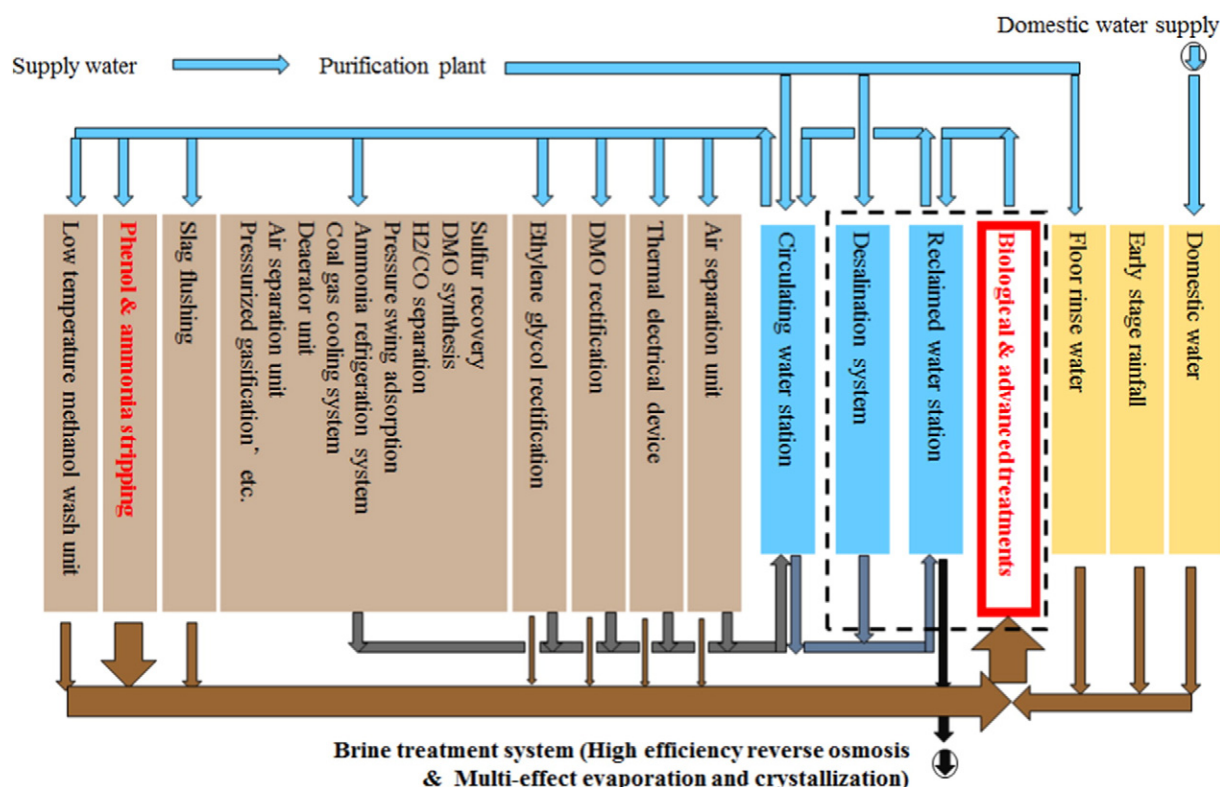 Domestic water supply
Supply water
Purification plant
Low temperature methanol wash unit
Phenol & ammonia stripping
Slag flushing
Sulfur recovery
DMO synthesis
H2/CO separation
Pressure swing adsorption
Ammonia refrigeration system
Coal gas cooling system
Deaerator unit
Air separation unit
Pressurized gasification’ etc.
Ethylene glycol rectification
DMO rectification
Thermal electrical device
Air separation unit
Circulating water station
Desalination system
Reclaimed water station
Biological & advanced treatments
Floor rinse water
Early stage rainfall
Domestic water
Brine treatment system (High efficiency reverse osmosis
& Multi-effect evaporation and crystallization)